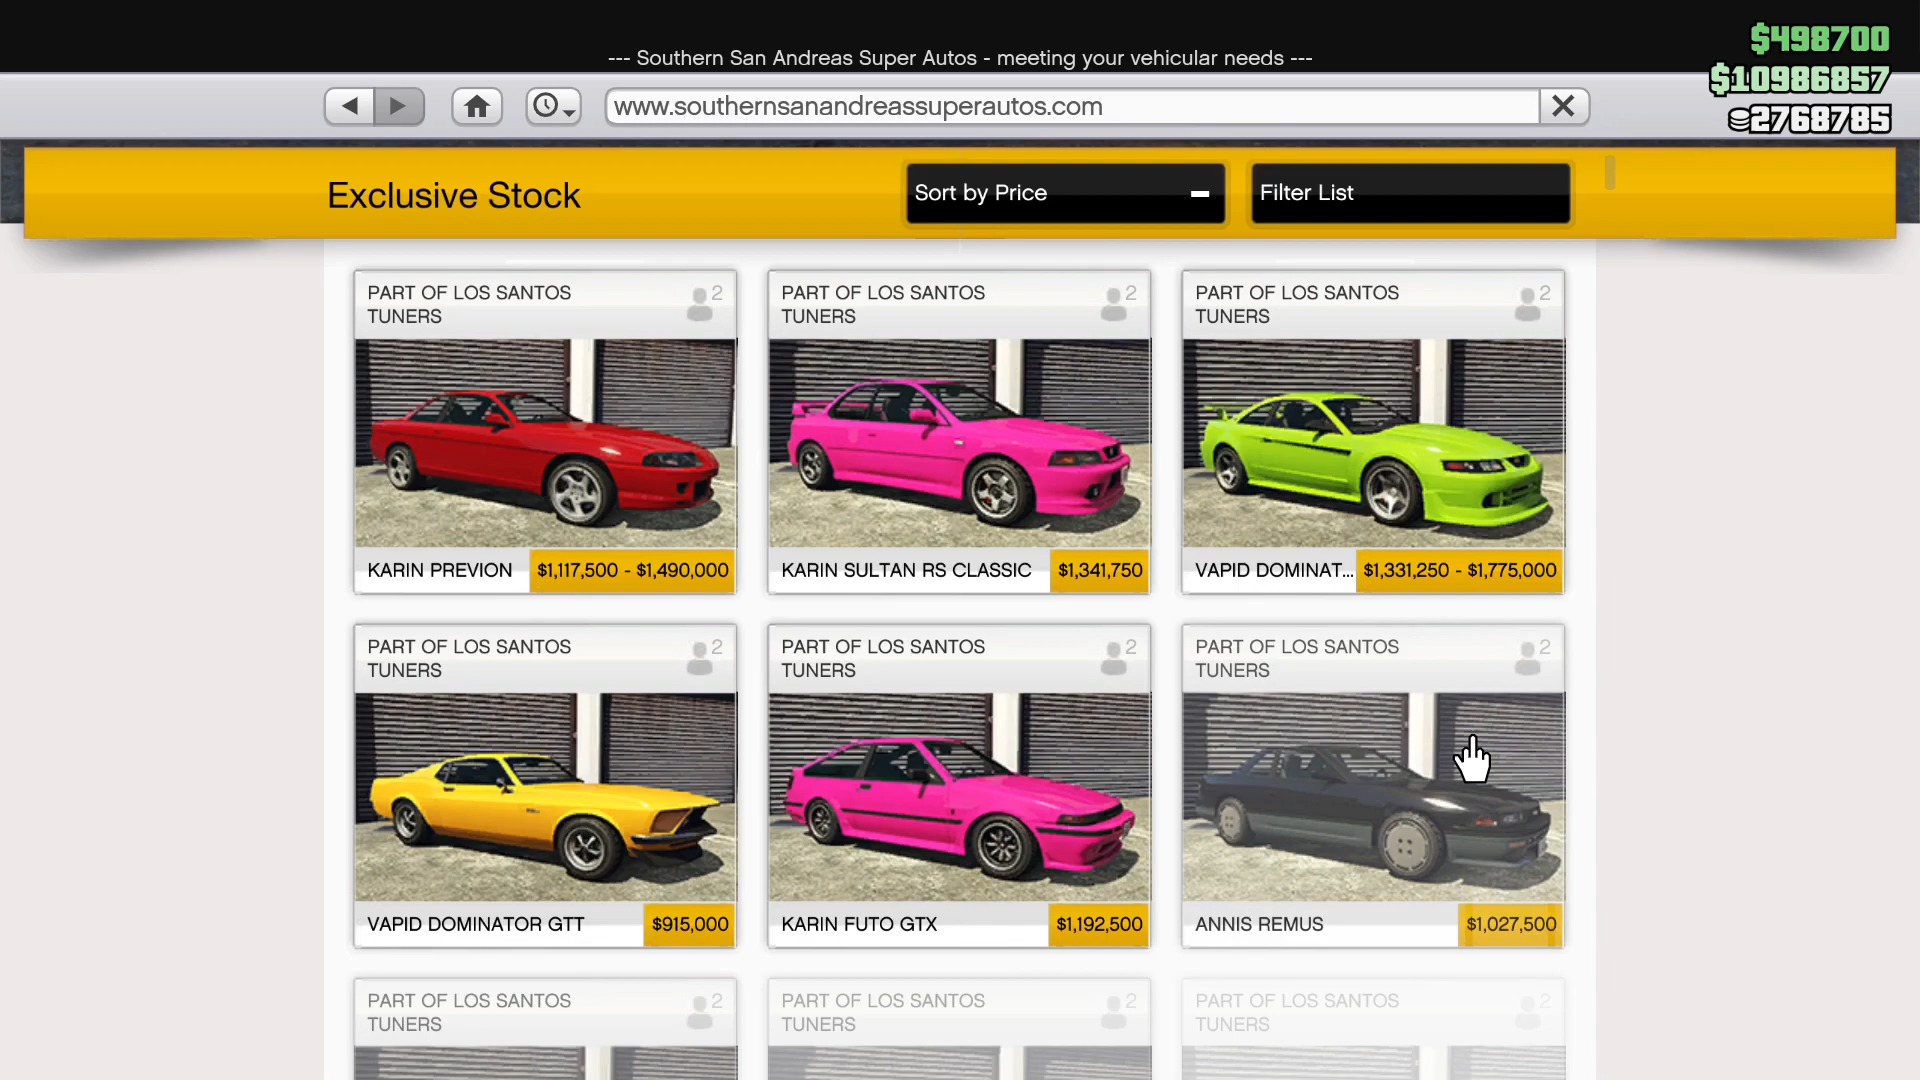 --- Southern San Andreas Super Autos - meeting your vehicular needs ---
$498700
$10986857
2768785
www.southernsanandreassuperautos.com
Exclusive Stock
Sort by Price
Filter List
PART OF LOS SANTOS
TUNERS
2
KARIN PREVION
$1,117,500 - $1,490,000
PART OF LOS SANTOS
TUNERS
2
KARIN SULTAN RS CLASSIC
$1,341,750
PART OF LOS SANTOS
TUNERS
2
VAPID DOMINAT...
$1,331,250 - $1,775,000
PART OF LOS SANTOS
TUNERS
2
VAPID DOMINATOR GTT
$915,000
PART OF LOS SANTOS
TUNERS
2
KARIN FUTO GTX
$1,192,500
PART OF LOS SANTOS
TUNERS
2
ANNIS REMUS
$1,027,500
PART OF LOS SANTOS
TUNERS
2
PART OF LOS SANTOS
TUNERS
2
PART OF LOS SANTOS
TUNERS
2